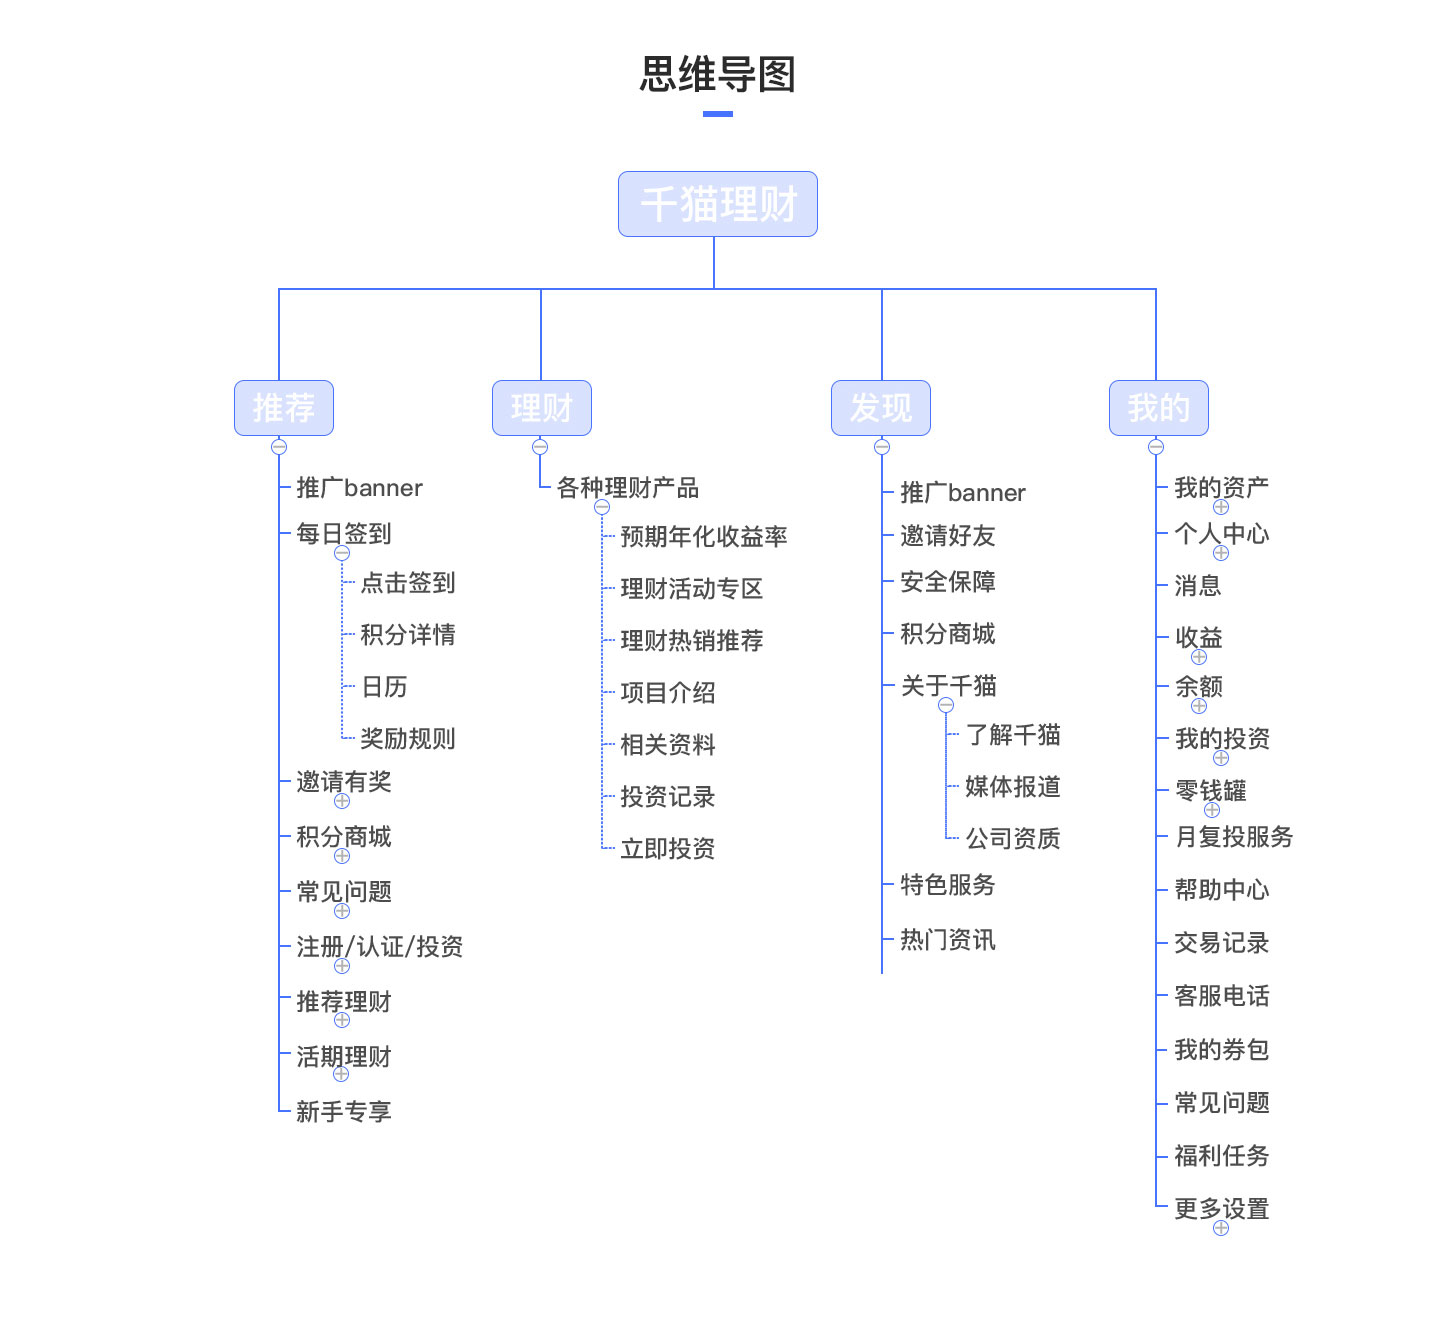 思维导图
千猫理财
推荐
理财
发现
我的
推广banner
每日签到
点击签到
积分详情
日历
奖励规则
邀请有奖
积分商城
常见问题
注册/认证/投资
推荐理财
活期理财
新手专享
各种理财产品
预期年化收益率
理财活动专区
理财热销推荐
项目介绍
相关资料
投资记录
立即投资
推广banner
邀请好友
安全保障
积分商城
关于千猫
了解千猫
媒体报道
公司资质
特色服务
热门资讯
我的资产
个人中心
消息
收益
余额
我的投资
零钱罐
月复投服务
帮助中心
交易记录
客服电话
我的券包
常见问题
福利任务
更多设置